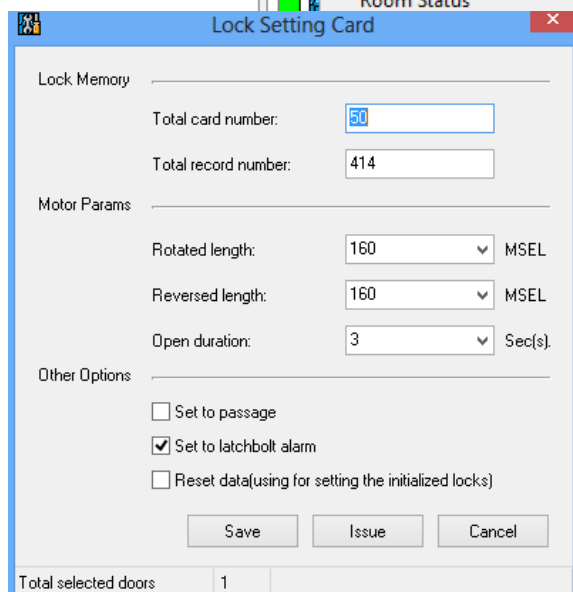 Room Status
Lock Setting Card
Lock Memory
Total card number: 50
Total record number: 414
Motor Params
Rotated length: 160 MSEL
Reversed length: 160 MSEL
Open duration: 3 Sec(s).
Other Options
Set to passage
Set to latchbolt alarm
Reset data(using for setting the initialized locks)
Save Issue Cancel
Total selected doors 1